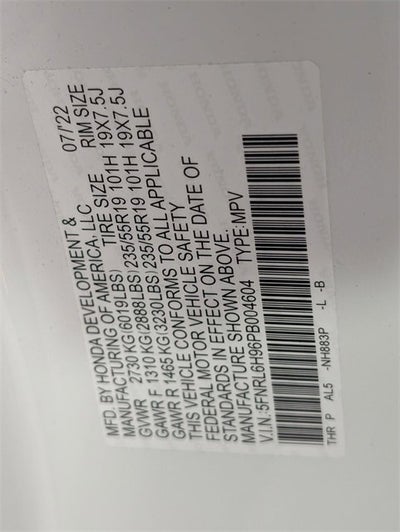 MFD. BY HONDA DEVELOPMENT & 07/'22
MANUFACTURING OF AMERICA, LLC
TIRE SIZE RIM SIZE
GVWR 2730 KG(6019LBS)
GAWR F 1310 KG(2888LBS) 235/55R19 101H 19X7.5J
GAWR R 1465 KG(3230LBS) 235/55R19 101H 19X7.5J
THIS VEHICLE CONFORMS TO ALL APPLICABLE
FEDERAL MOTOR VEHICLE SAFETY
STANDARDS IN EFFECT ON THE DATE OF
MANUFACTURE SHOWN ABOVE.
V.I.N.:5FNRL6H96PB004604 TYPE:MPV
THR P AL5 -NH883P -L -B